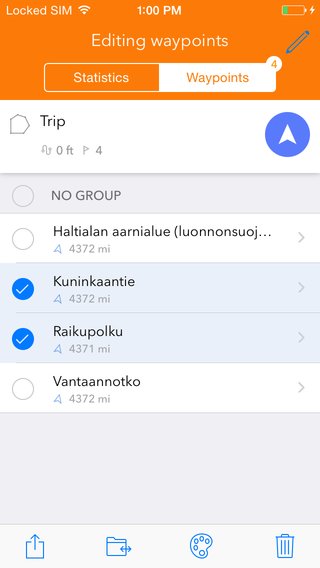 Locked SIM 1:00 PM
Editing waypoints
Statistics Waypoints 4
Trip
0 ft 4
NO GROUP
Haltialan aarnialue (luonnonsuoj...
4372 mi
Kuninkaantie
4372 mi
Raikupolku
4371 mi
Vantaannotko
4372 mi